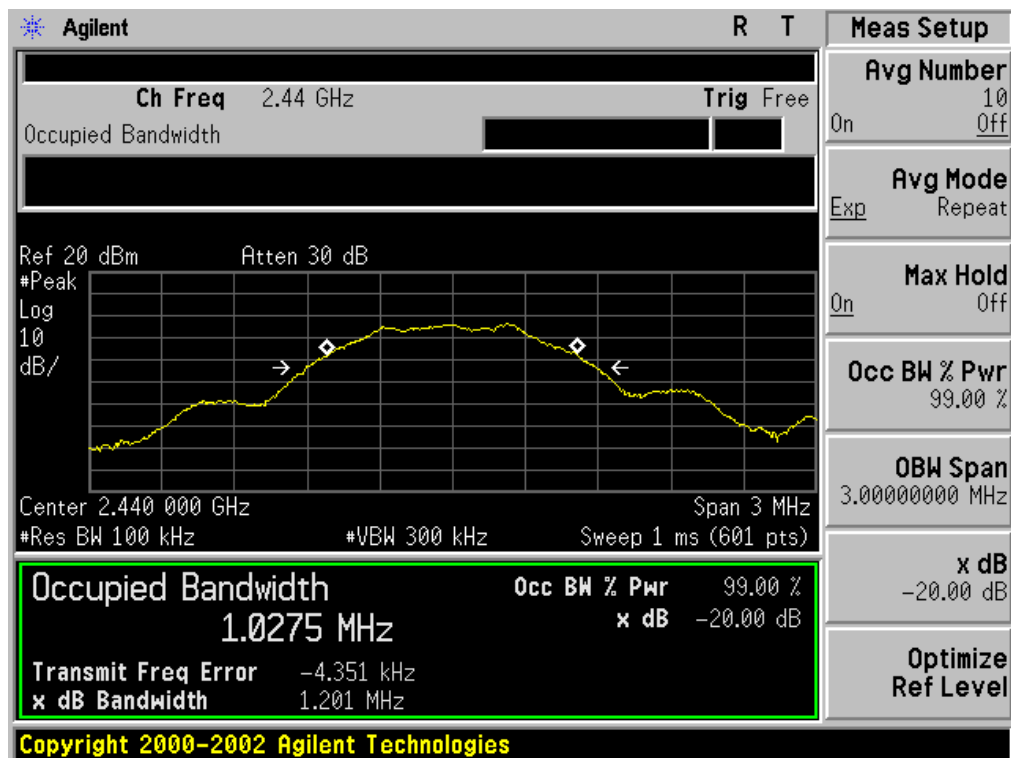 Agilent R T
Ch Freq 2.44 GHz Trig Free
Occupied Bandwidth
Ref 20 dBm Atten 30 dB
#Peak
Log
10
dB/
Center 2.440 000 GHz Span 3 MHz
#Res BW 100 kHz #VBW 300 kHz Sweep 1 ms (601 pts)
Occupied Bandwidth
1.0275 MHz
Occ BW % Pwr 99.00 %
x dB -20.00 dB
Transmit Freq Error -4.351 kHz
x dB Bandwidth 1.201 MHz
Copyright 2000-2002 Agilent Technologies
Meas Setup
Avg Number
10
On Off
Avg Mode
Exp Repeat
Max Hold
On Off
Occ BW % Pwr
99.00 %
OBW Span
3.00000000 MHz
x dB
-20.00 dB
Optimize
Ref Level